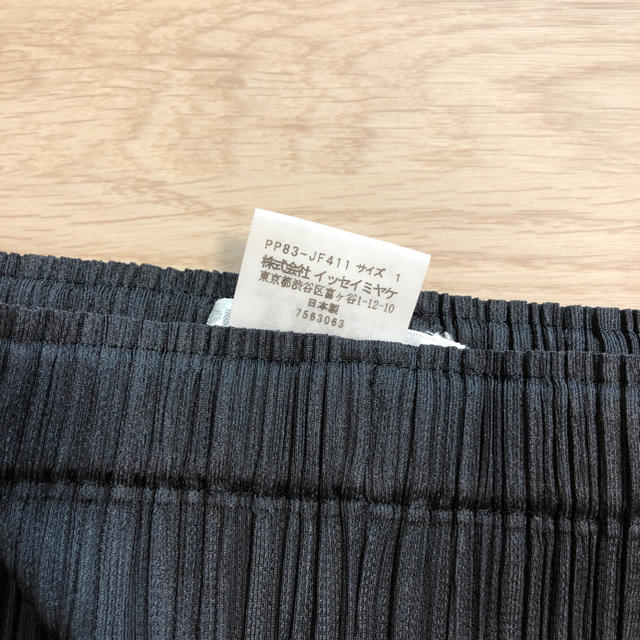 PP83-JF411 サイズ 1
株式会社 イッセイミヤケ
東京都渋谷区富ヶ谷1-12-10
日本製
7563063